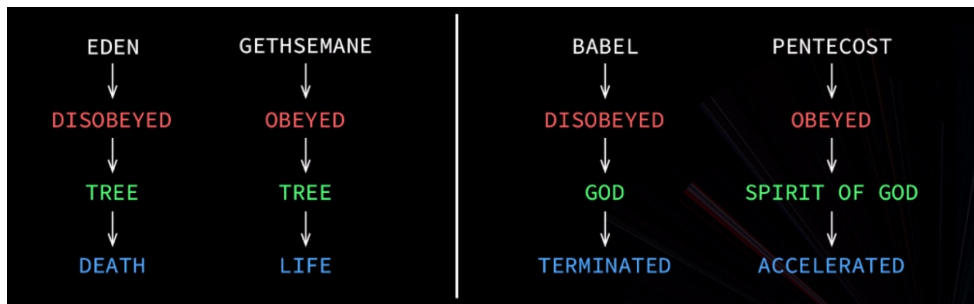 EDEN GETHSEMANE BABEL PENTECOST
DISOBEYED OBEYED DISOBEYED OBEYED
TREE TREE GOD SPIRIT OF GOD
DEATH LIFE TERMINATED ACCELERATED